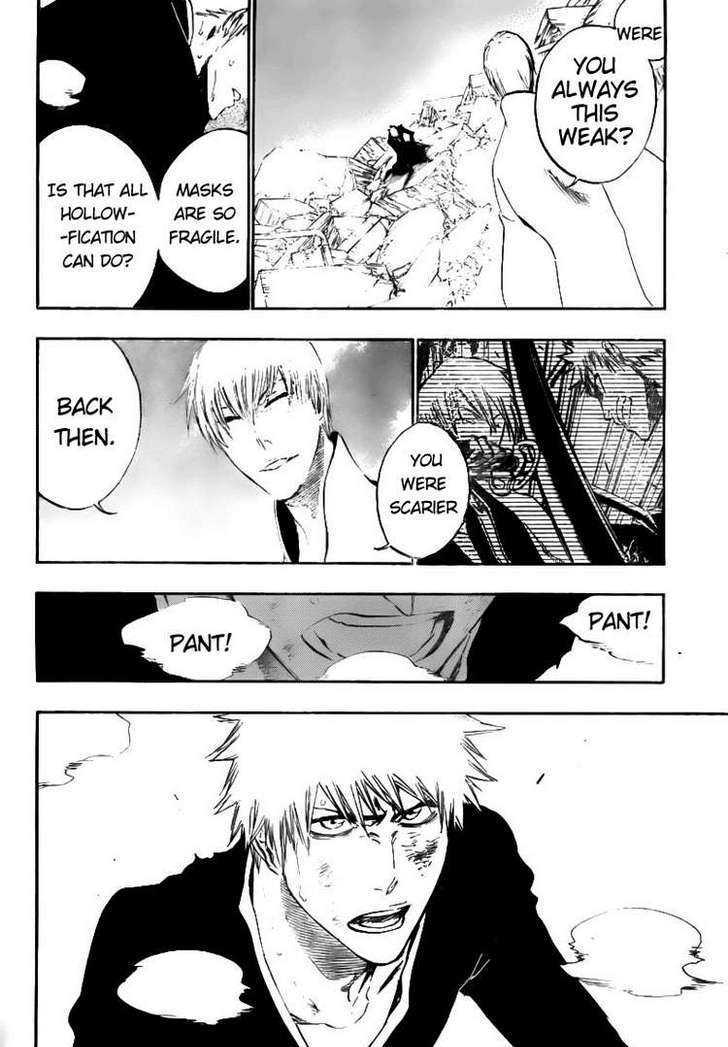 WERE
YOU
ALWAYS
THIS
WEAK?
MASKS
ARE SO
FRAGILE.
IS THAT ALL
HOLLOW-
-FICATION
CAN DO?
YOU
WERE
SCARIER
BACK
THEN.
PANT!
PANT!